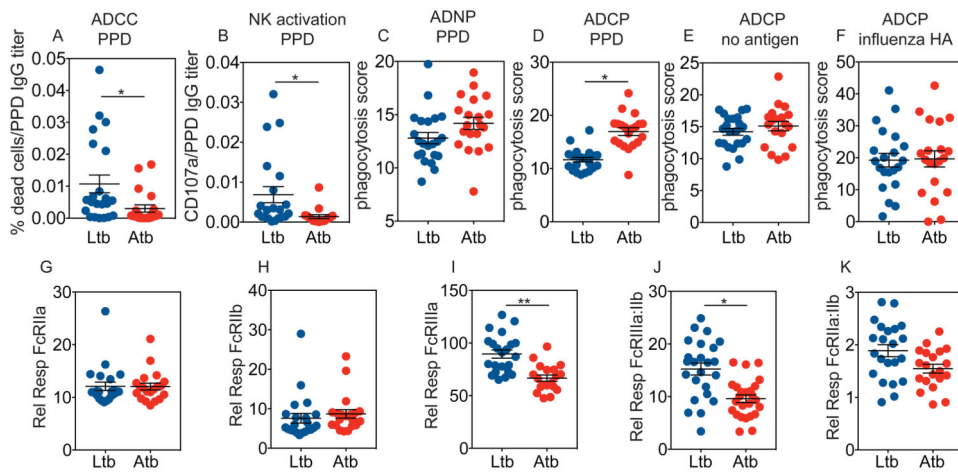 A
ADCC
PPD
% dead cells/PPD IgG titer
0.05
0.04
0.03
0.02
0.01
0.00
*
Ltb Atb
B
NK activation
PPD
CD107a/PPD IgG titer
0.04
0.03
0.02
0.01
0.00
*
Ltb Atb
C
ADNP
PPD
phagocytosis score
20
15
10
5
0
Ltb Atb
D
ADCP
PPD
phagocytosis score
30
20
10
0
*
Ltb Atb
E
ADCP
no antigen
phagocytosis score
25
20
15
10
5
0
Ltb Atb
F
ADCP
influenza HA
phagocytosis score
50
40
30
20
10
0
Ltb Atb
G
Rel Resp FcRIIa
30
20
10
0
Ltb Atb
H
Rel Resp FcRIIb
40
30
20
10
0
Ltb Atb
I
Rel Resp FcRIIIa
150
100
50
0
**
Ltb Atb
J
Rel Resp FcRIIIa:IIb
30
20
10
0
*
Ltb Atb
K
Rel Resp FcRIIa:IIb
3
2
1
0
Ltb Atb